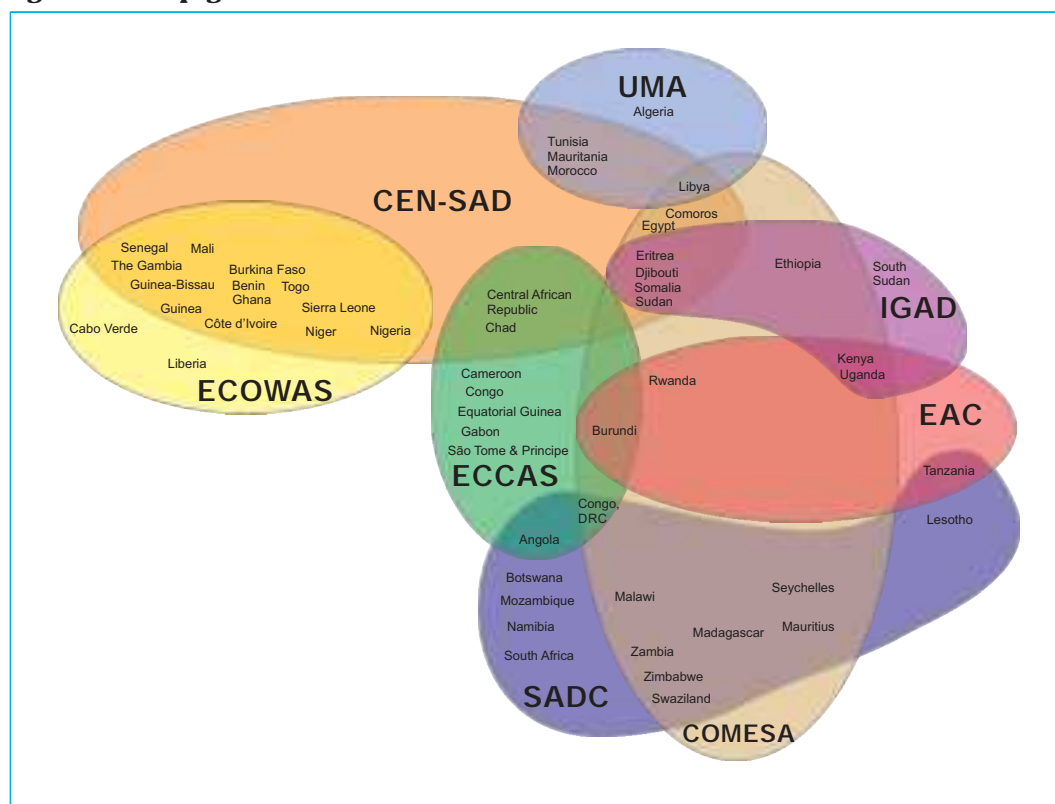 UMA
Algeria
Tunisia
Mauritania
Morocco
CEN-SAD
Libya
Comoros
Egypt
Senegal
Mali
The Gambia
Burkina Faso
Guinea-Bissau
Benin
Togo
Ghana
Guinea
Sierra Leone
Côte d'Ivoire
Cabo Verde
Niger
Nigeria
Liberia
ECOWAS
Central African
Republic
Chad
Eritrea
Djibouti
Somalia
Sudan
Ethiopia
South
Sudan
IGAD
Kenya
Uganda
Cameroon
Congo
Equatorial Guinea
Gabon
São Tome & Principe
ECCAS
Rwanda
Burundi
EAC
Tanzania
Lesotho
Congo,
DRC
Angola
Botswana
Mozambique
Namibia
South Africa
SADC
Malawi
Seychelles
Madagascar
Mauritius
Zambia
Zimbabwe
Swaziland
COMESA